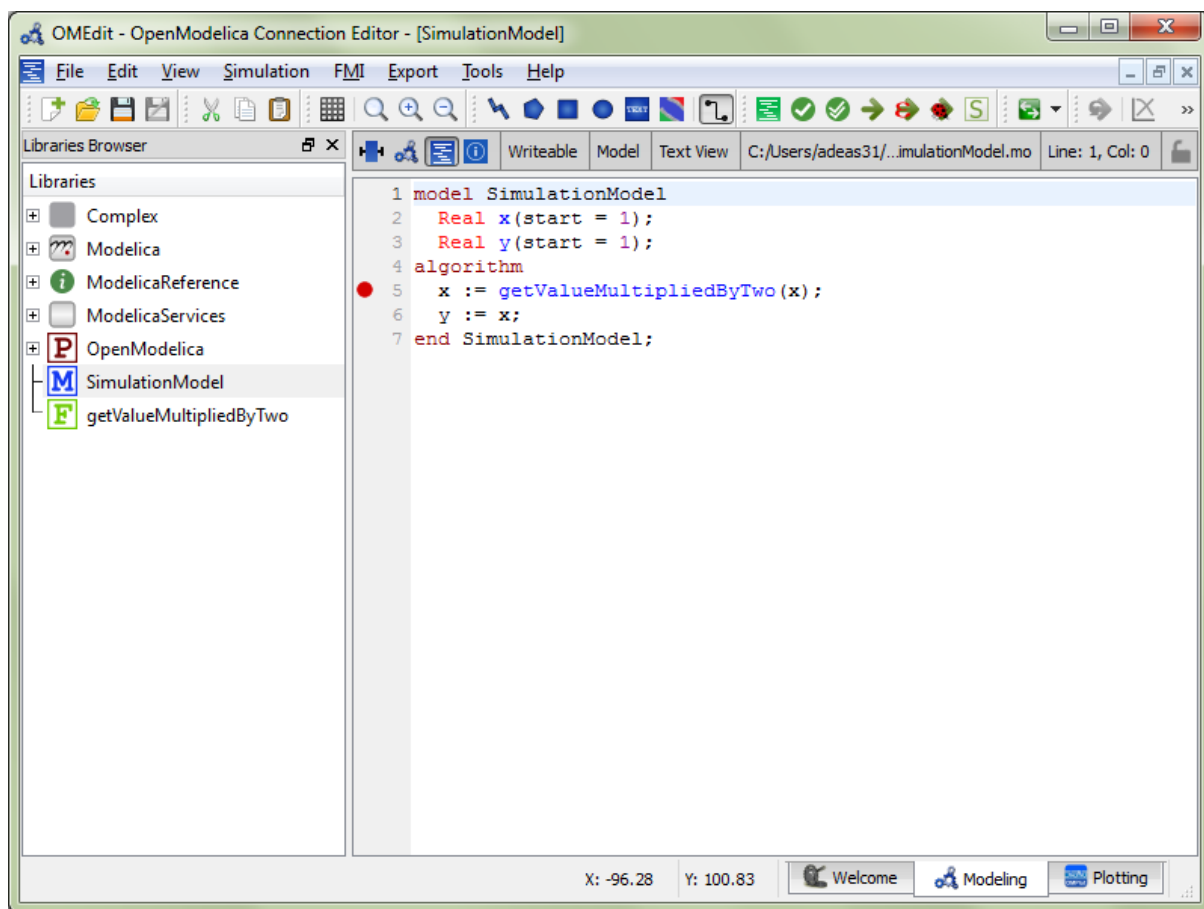 OMEdit - OpenModelica Connection Editor - [SimulationModel]
File Edit View Simulation FMI Export Tools Help
TEXT S »
Libraries Browser
Writeable Model Text View C:/Users/adeas31/...imulationModel.mo Line: 1, Col: 0
Libraries
Complex
Modelica
ModelicaReference
ModelicaServices
P OpenModelica
M SimulationModel
F getValueMultipliedByTwo
1 model SimulationModel
2 Real x(start = 1);
3 Real y(start = 1);
4 algorithm
5 x := getValueMultipliedByTwo(x);
6 y := x;
7 end SimulationModel;
X: -96.28 Y: 100.83 Welcome Modeling Plotting